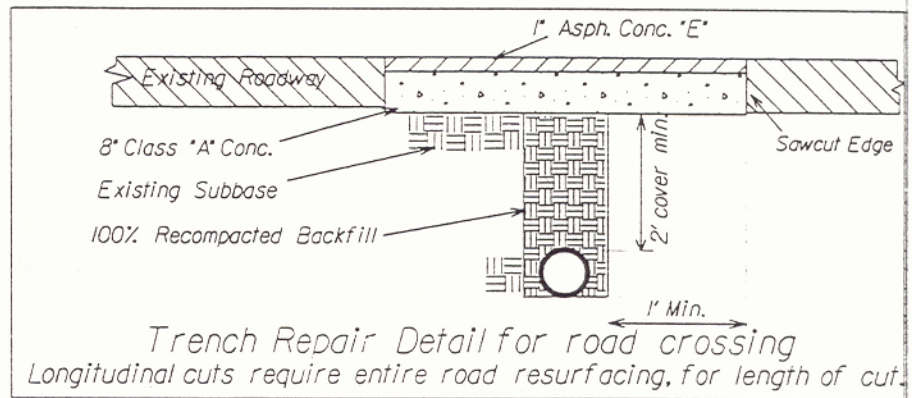 1" Asph. Conc. "E"
Existing Roadway
8" Class "A" Conc.
Sawcut Edge
Existing Subbase
100% Recompacted Backfill
2' cover min.
1' Min.
Trench Repair Detail for road crossing
Longitudinal cuts require entire road resurfacing, for length of cut.